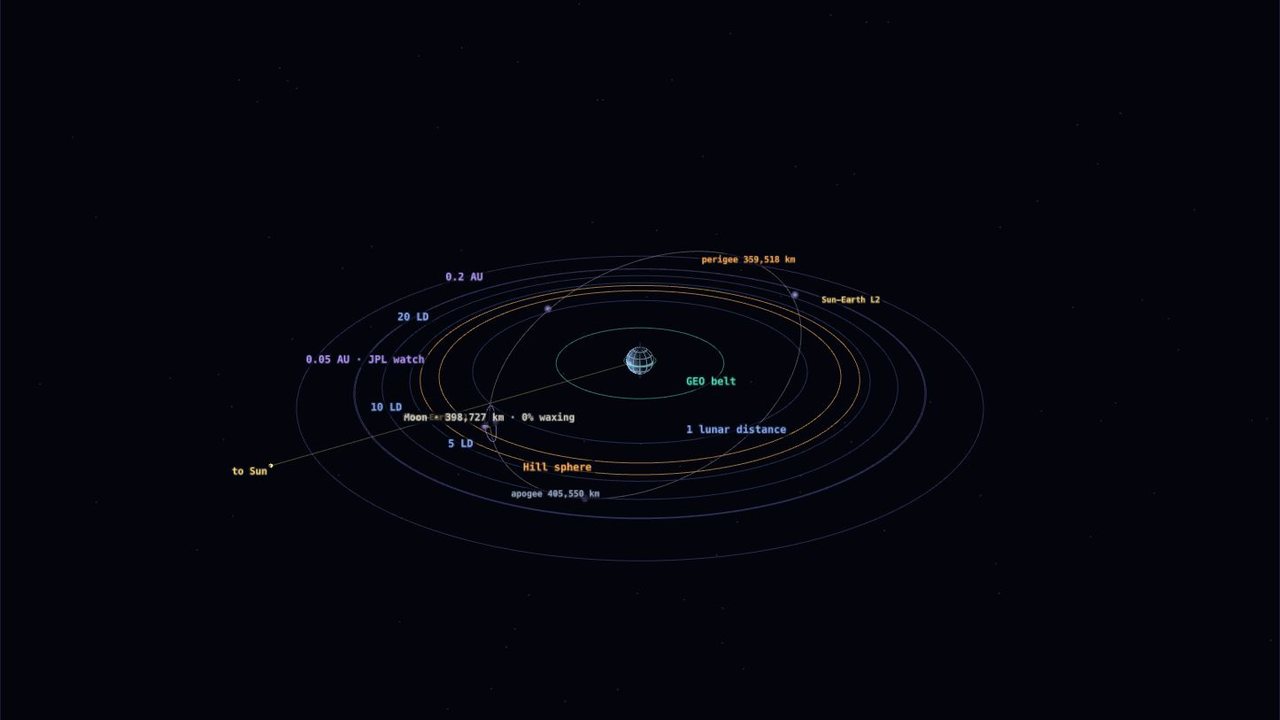 perigee 359,518 km
0.2 AU
Sun-Earth L2
20 LD
0.05 AU · JPL watch
GEO belt
10 LD
Moon · 398,727 km · 0% waxing
1 lunar distance
5 LD
Hill sphere
to Sun
apogee 405,550 km